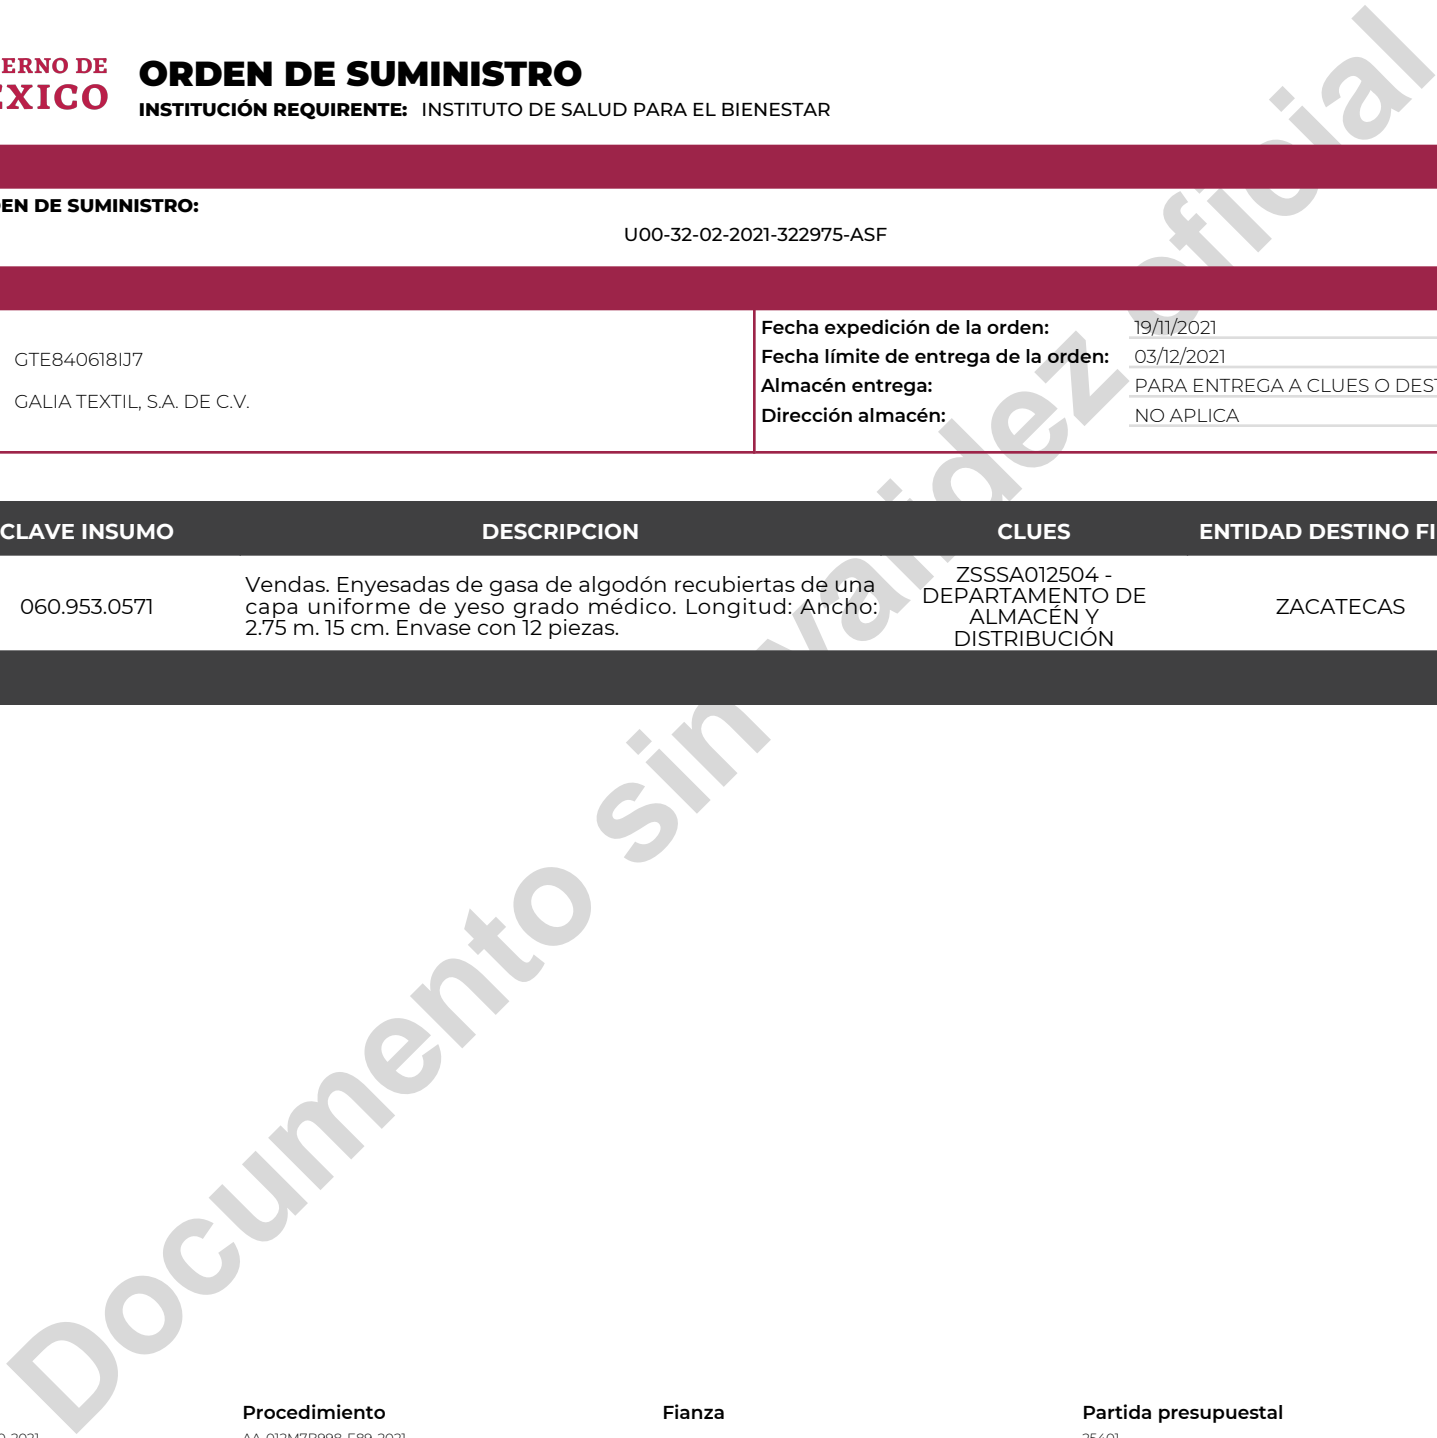 ERNO DE
ÉXICO
ORDEN DE SUMINISTRO
INSTITUCIÓN REQUIRENTE: INSTITUTO DE SALUD PARA EL BIENESTAR
EN DE SUMINISTRO:
U00-32-02-2021-322975-ASF
GTE840618IJ7
GALIA TEXTIL, S.A. DE C.V.
Fecha expedición de la orden: 19/11/2021
Fecha límite de entrega de la orden: 03/12/2021
Almacén entrega: PARA ENTREGA A CLUES O DEST
Dirección almacén: NO APLICA
CLAVE INSUMO DESCRIPCION CLUES ENTIDAD DESTINO FI
060.953.0571
Vendas. Enyesadas de gasa de algodón recubiertas de una
capa uniforme de yeso grado médico. Longitud: Ancho:
2.75 m. 15 cm. Envase con 12 piezas.
ZSSSA012504 -
DEPARTAMENTO DE
ALMACÉN Y
DISTRIBUCIÓN
ZACATECAS
Documento sin validez oficial
Procedimiento Fianza Partida presupuestal